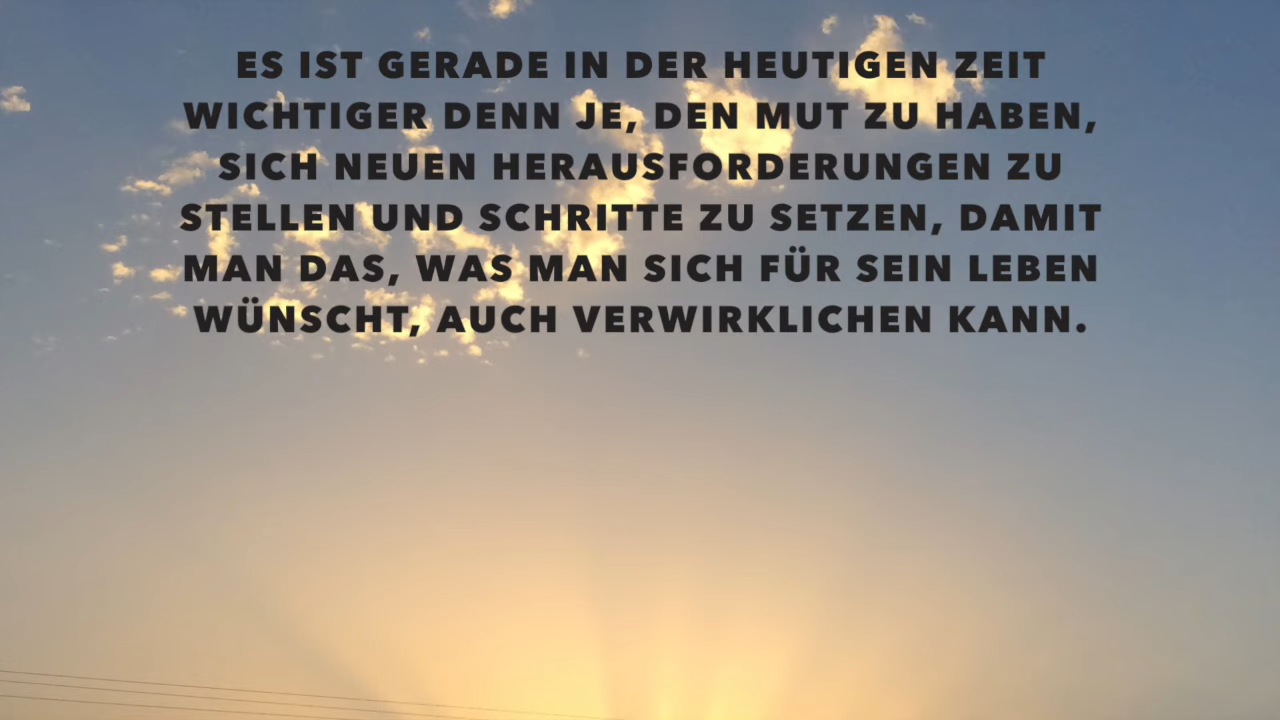 ES IST GERADE IN DER HEUTIGEN ZEIT
WICHTIGER DENN JE, DEN MUT ZU HABEN,
SICH NEUEN HERAUSFORDERUNGEN ZU
STELLEN UND SCHRITTE ZU SETZEN, DAMIT
MAN DAS, WAS MAN SICH FÜR SEIN LEBEN
WÜNSCHT, AUCH VERWIRKLICHEN KANN.